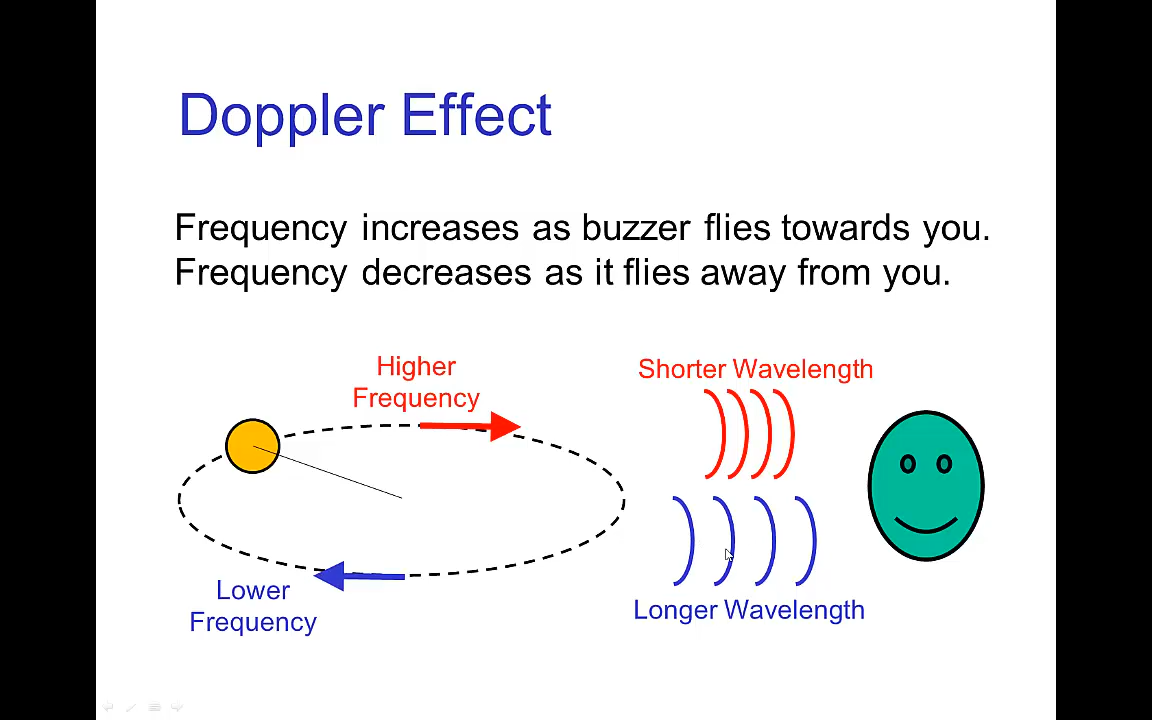 Doppler Effect
Frequency increases as buzzer flies towards you.
Frequency decreases as it flies away from you.
Higher
Frequency
Shorter Wavelength
Lower
Frequency
Longer Wavelength